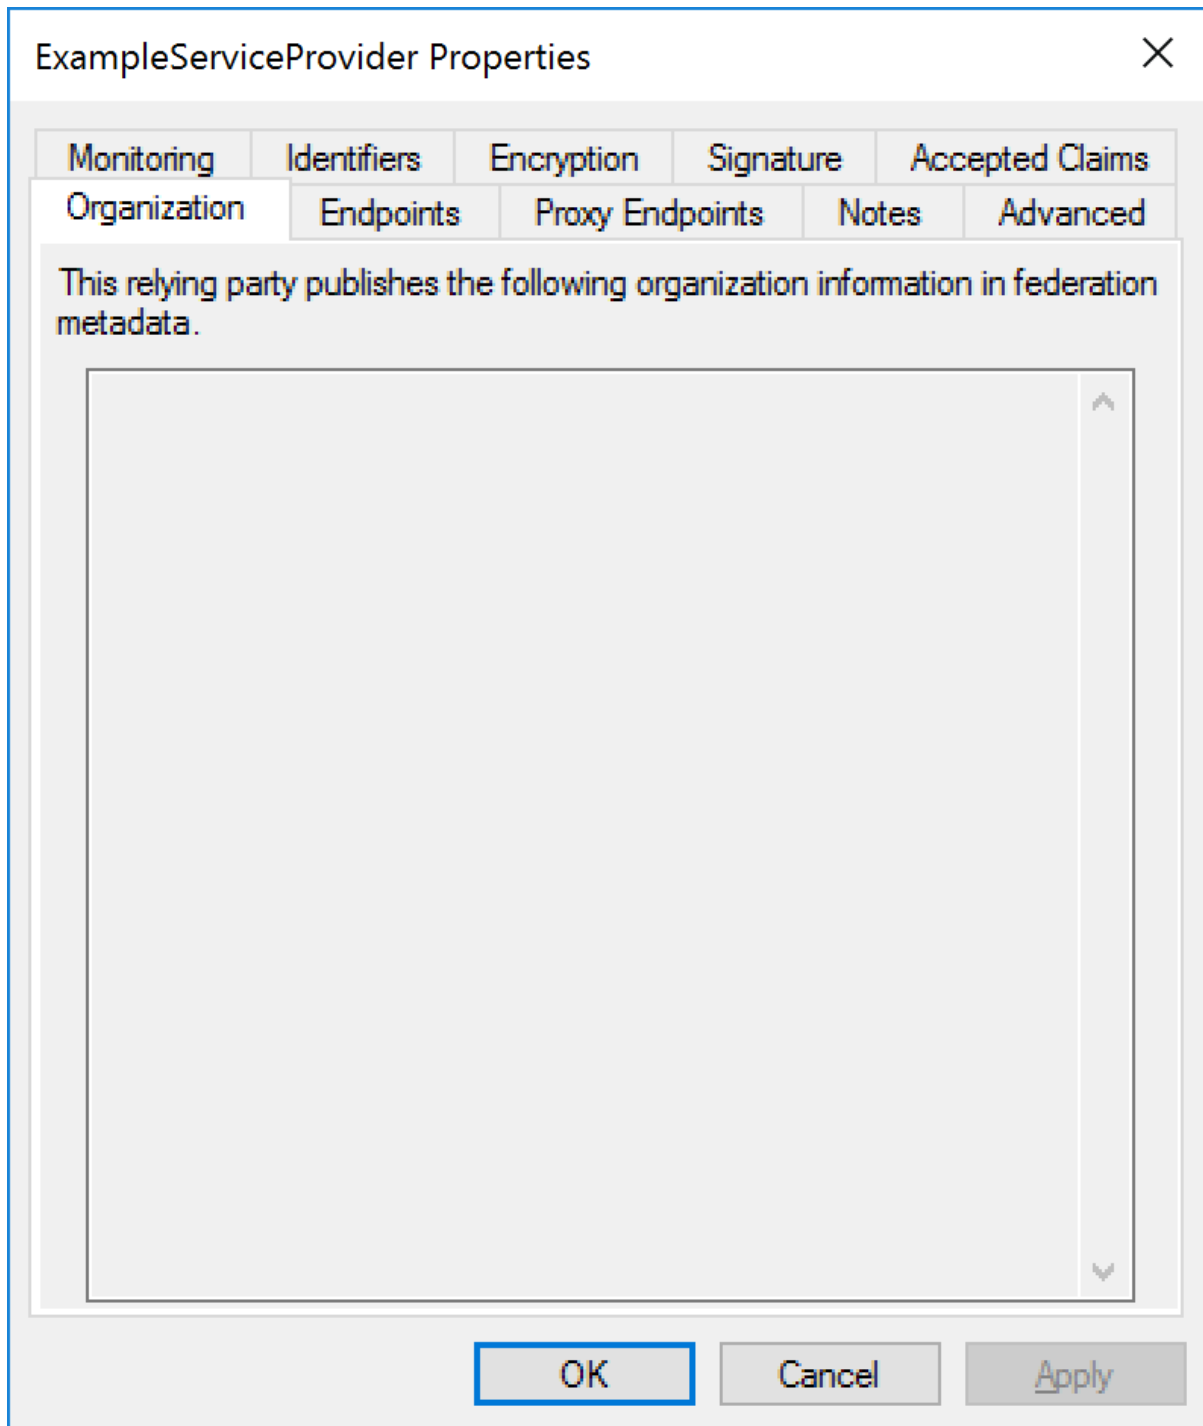 ExampleServiceProvider Properties
Monitoring Identifiers Encryption Signature Accepted Claims
Organization Endpoints Proxy Endpoints Notes Advanced
This relying party publishes the following organization information in federation
metadata.
OK Cancel Apply